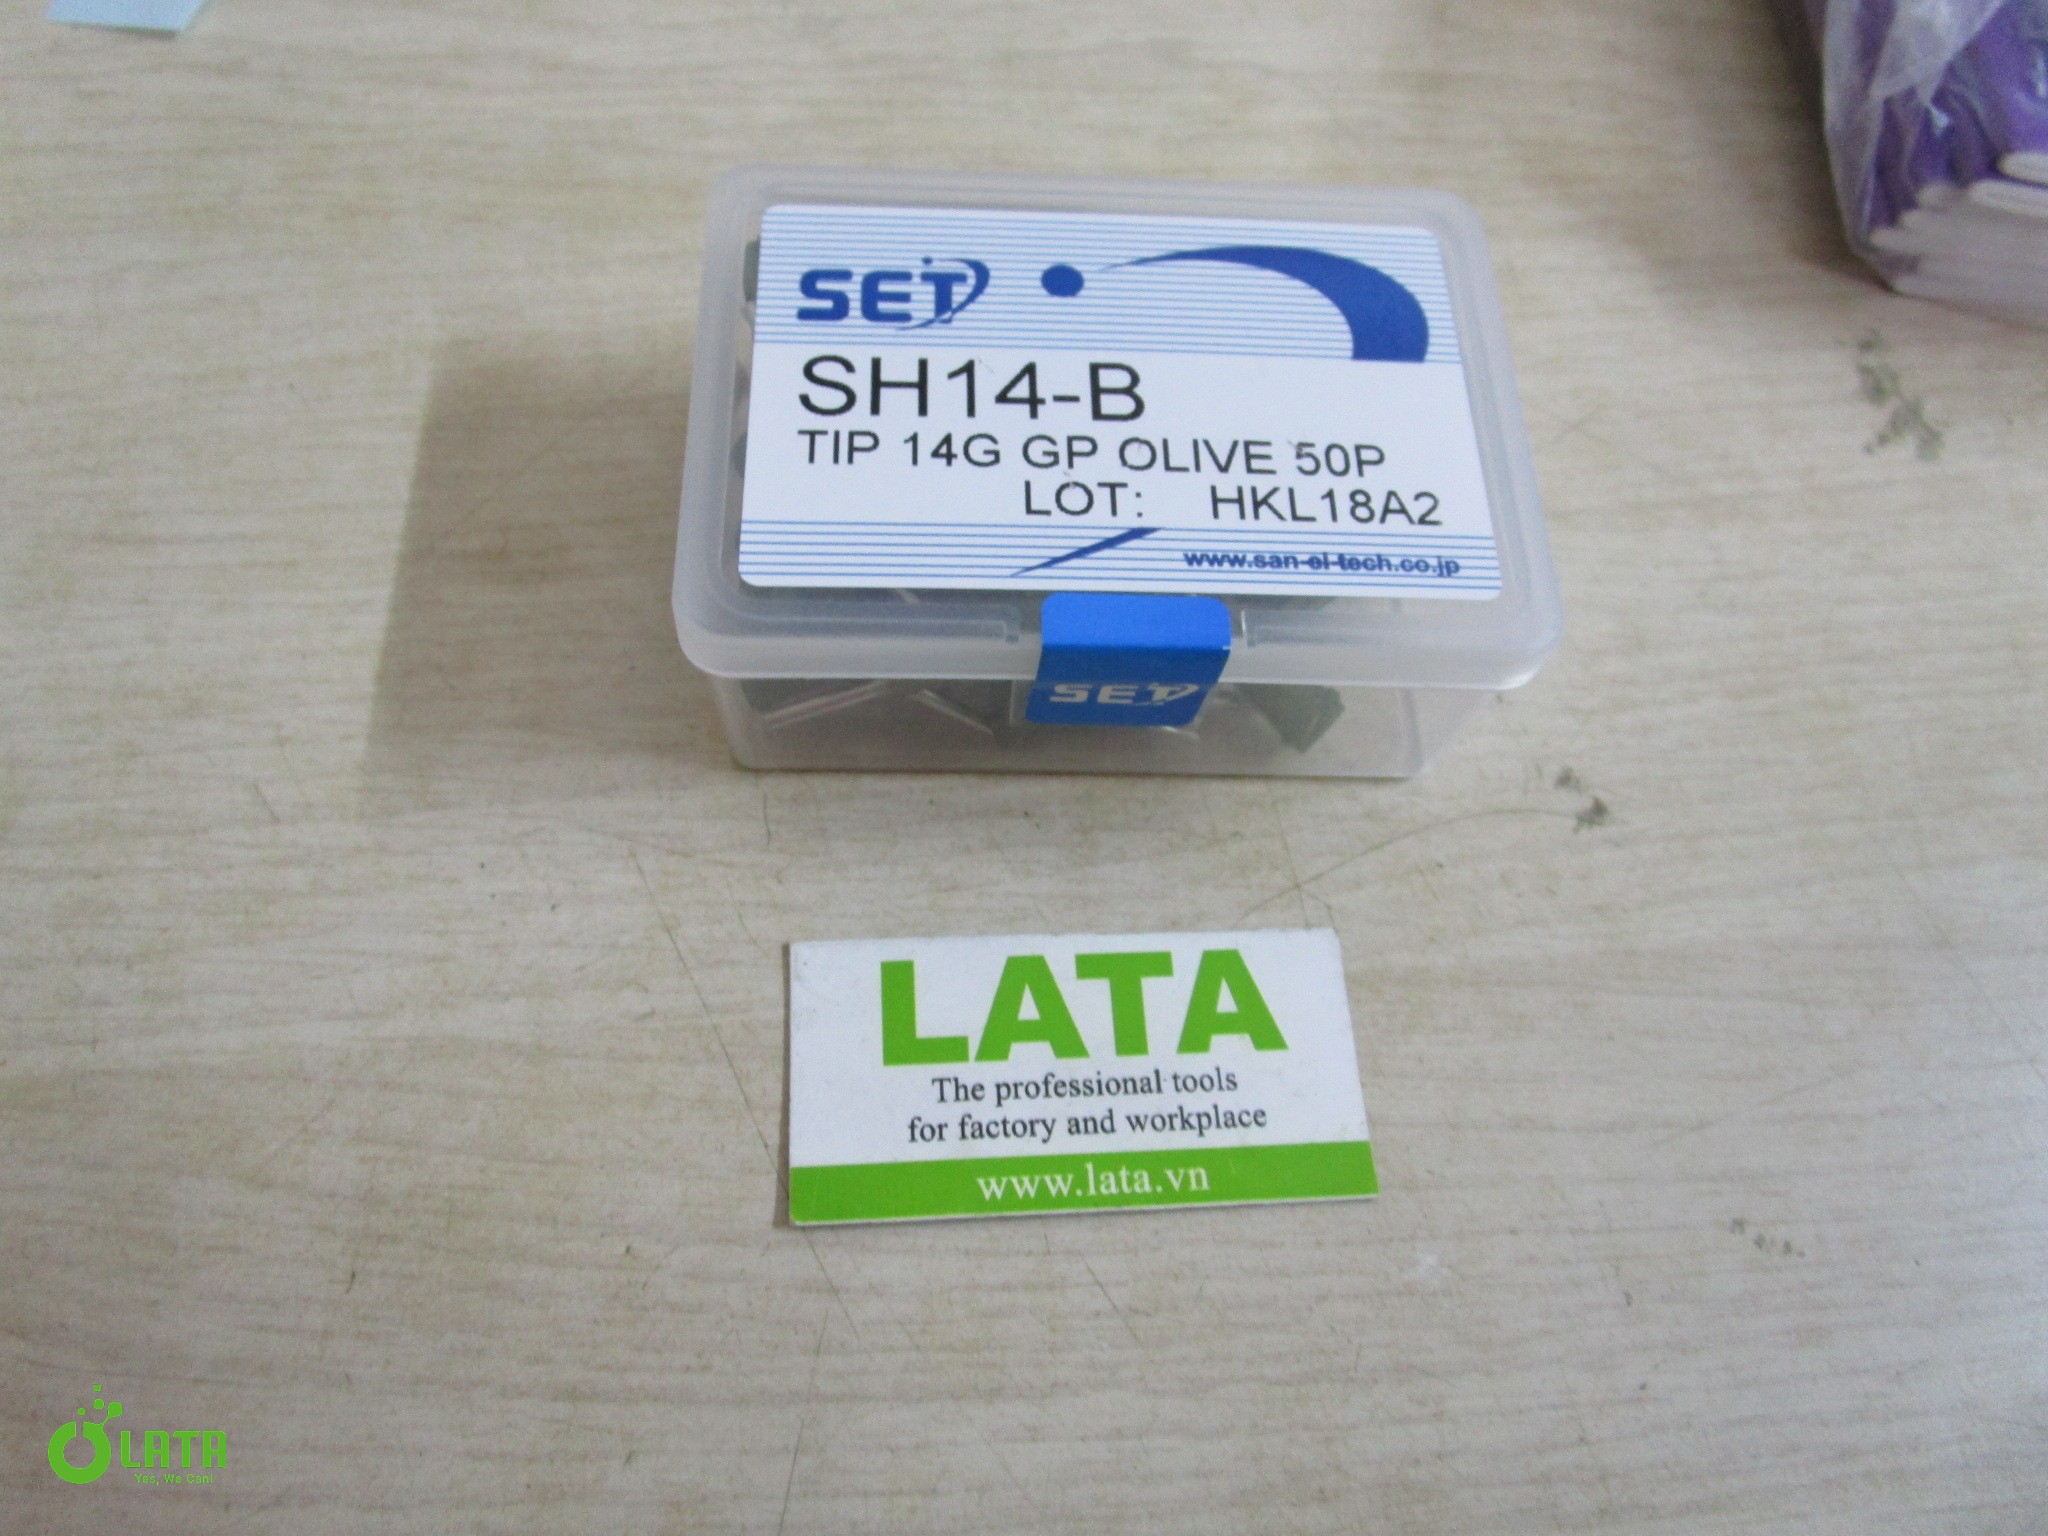 SET
SH14-B
TIP 14G GP OLIVE 50P
LOT: HKL18A2
www.san-ei-tech.co.jp
SET
LATA
The professional tools
for factory and workplace
www.lata.vn
LATA
Yes, We Can!